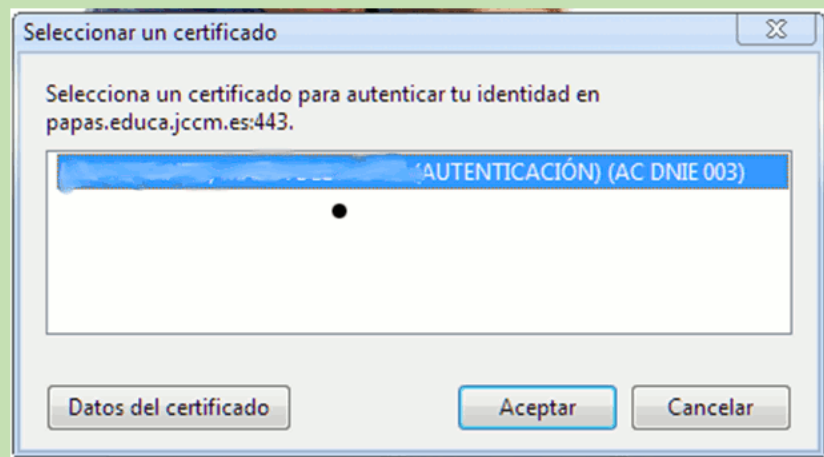 Seleccionar un certificado
Selecciona un certificado para autenticar tu identidad en
papas.educa.jccm.es:443.
(AUTENTICACIÓN) (AC DNIE 003)
Datos del certificado
Aceptar
Cancelar